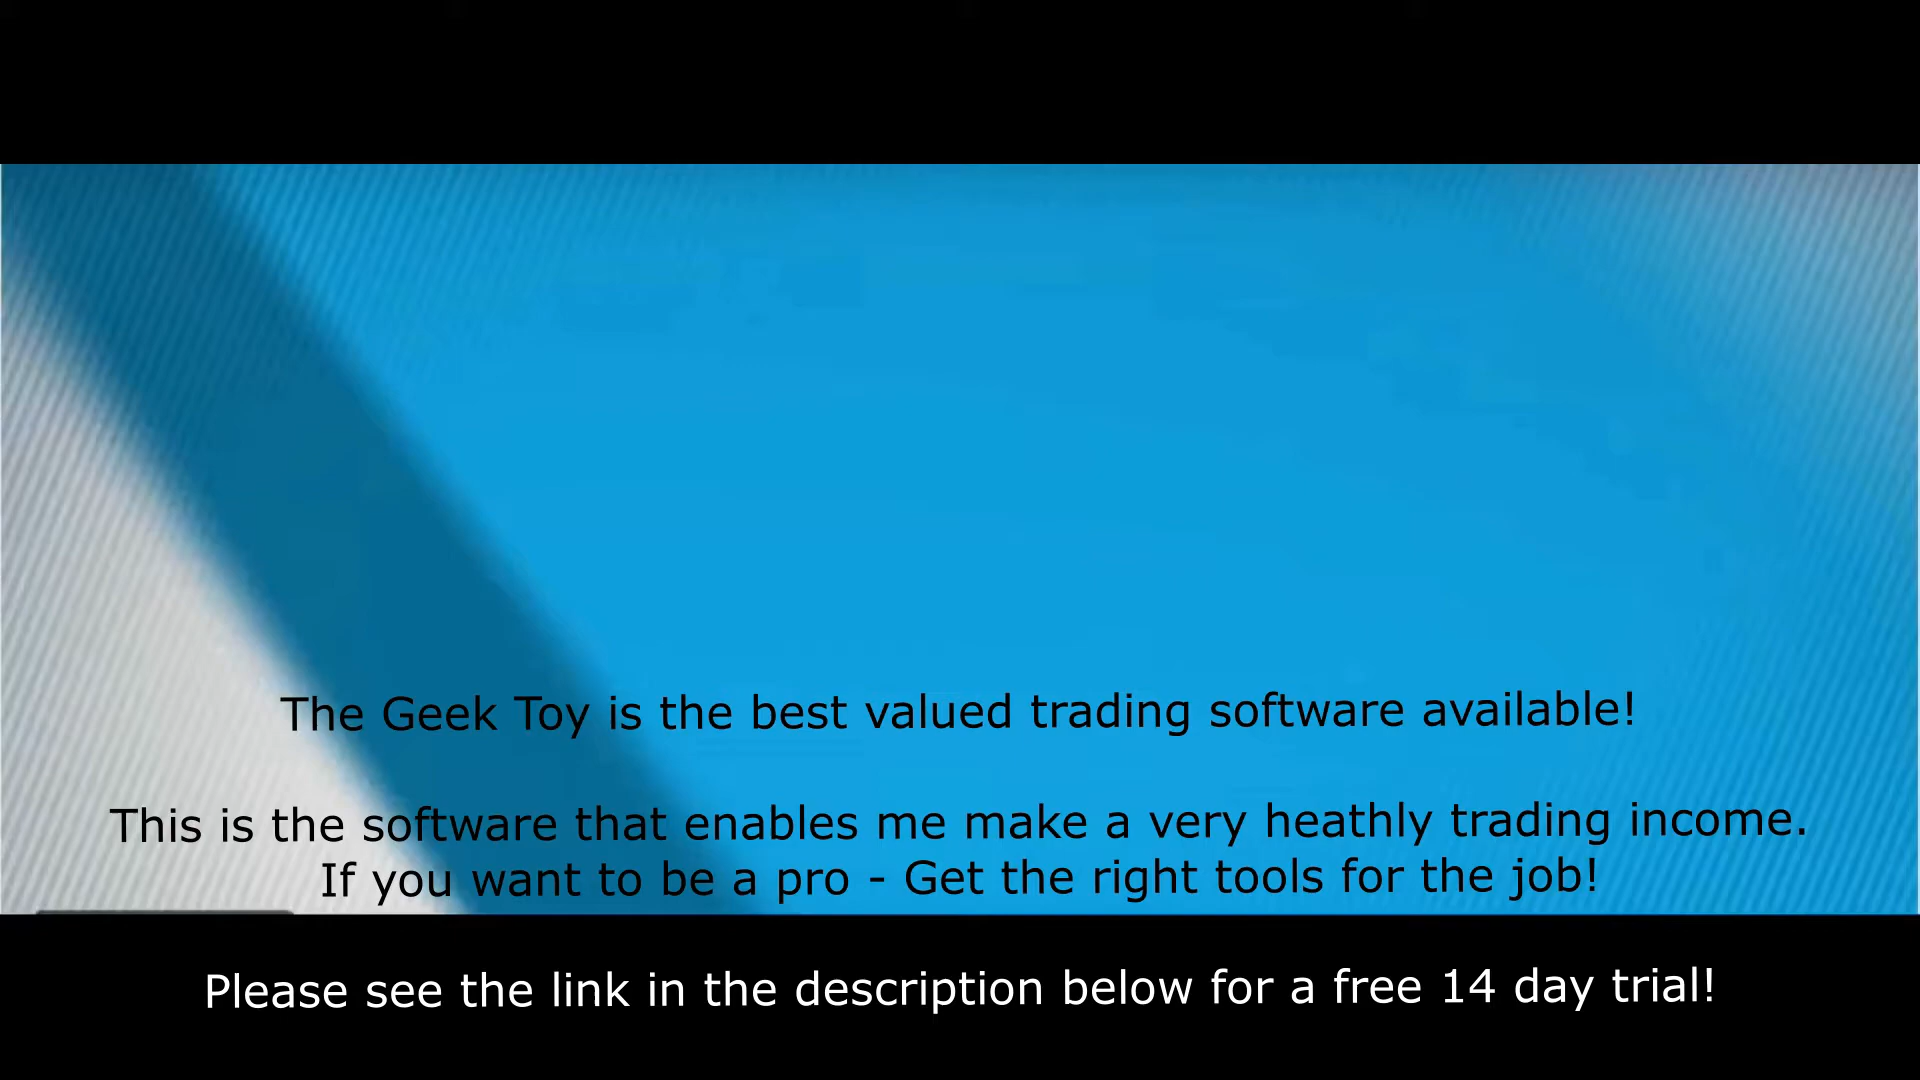 The Geek Toy is the best valued trading software available!
This is the software that enables me make a very heathly trading income.
If you want to be a pro - Get the right tools for the job!
Please see the link in the description below for a free 14 day trial!